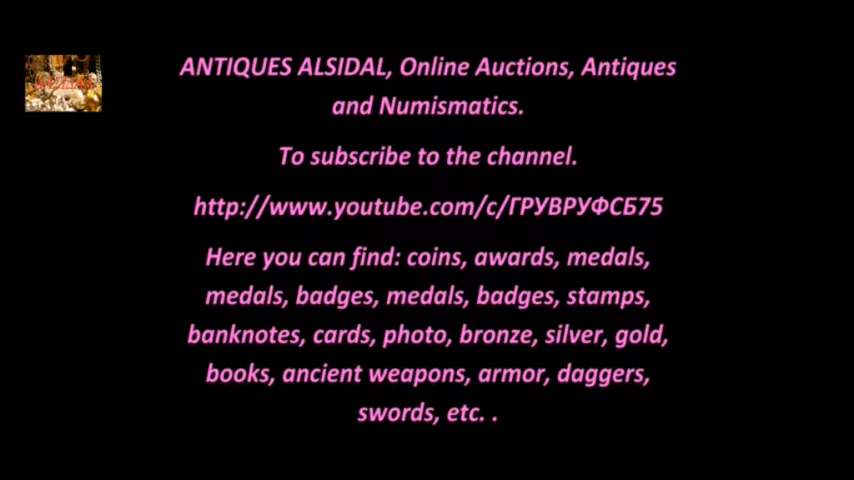 ANTIQUES ALSIDAL, Online Auctions, Antiques
and Numismatics.
To subscribe to the channel.
http://www.youtube.com/c/ГРУВРУФСБ75
Here you can find: coins, awards, medals,
medals, badges, medals, badges, stamps,
banknotes, cards, photo, bronze, silver, gold,
books, ancient weapons, armor, daggers,
swords, etc. .